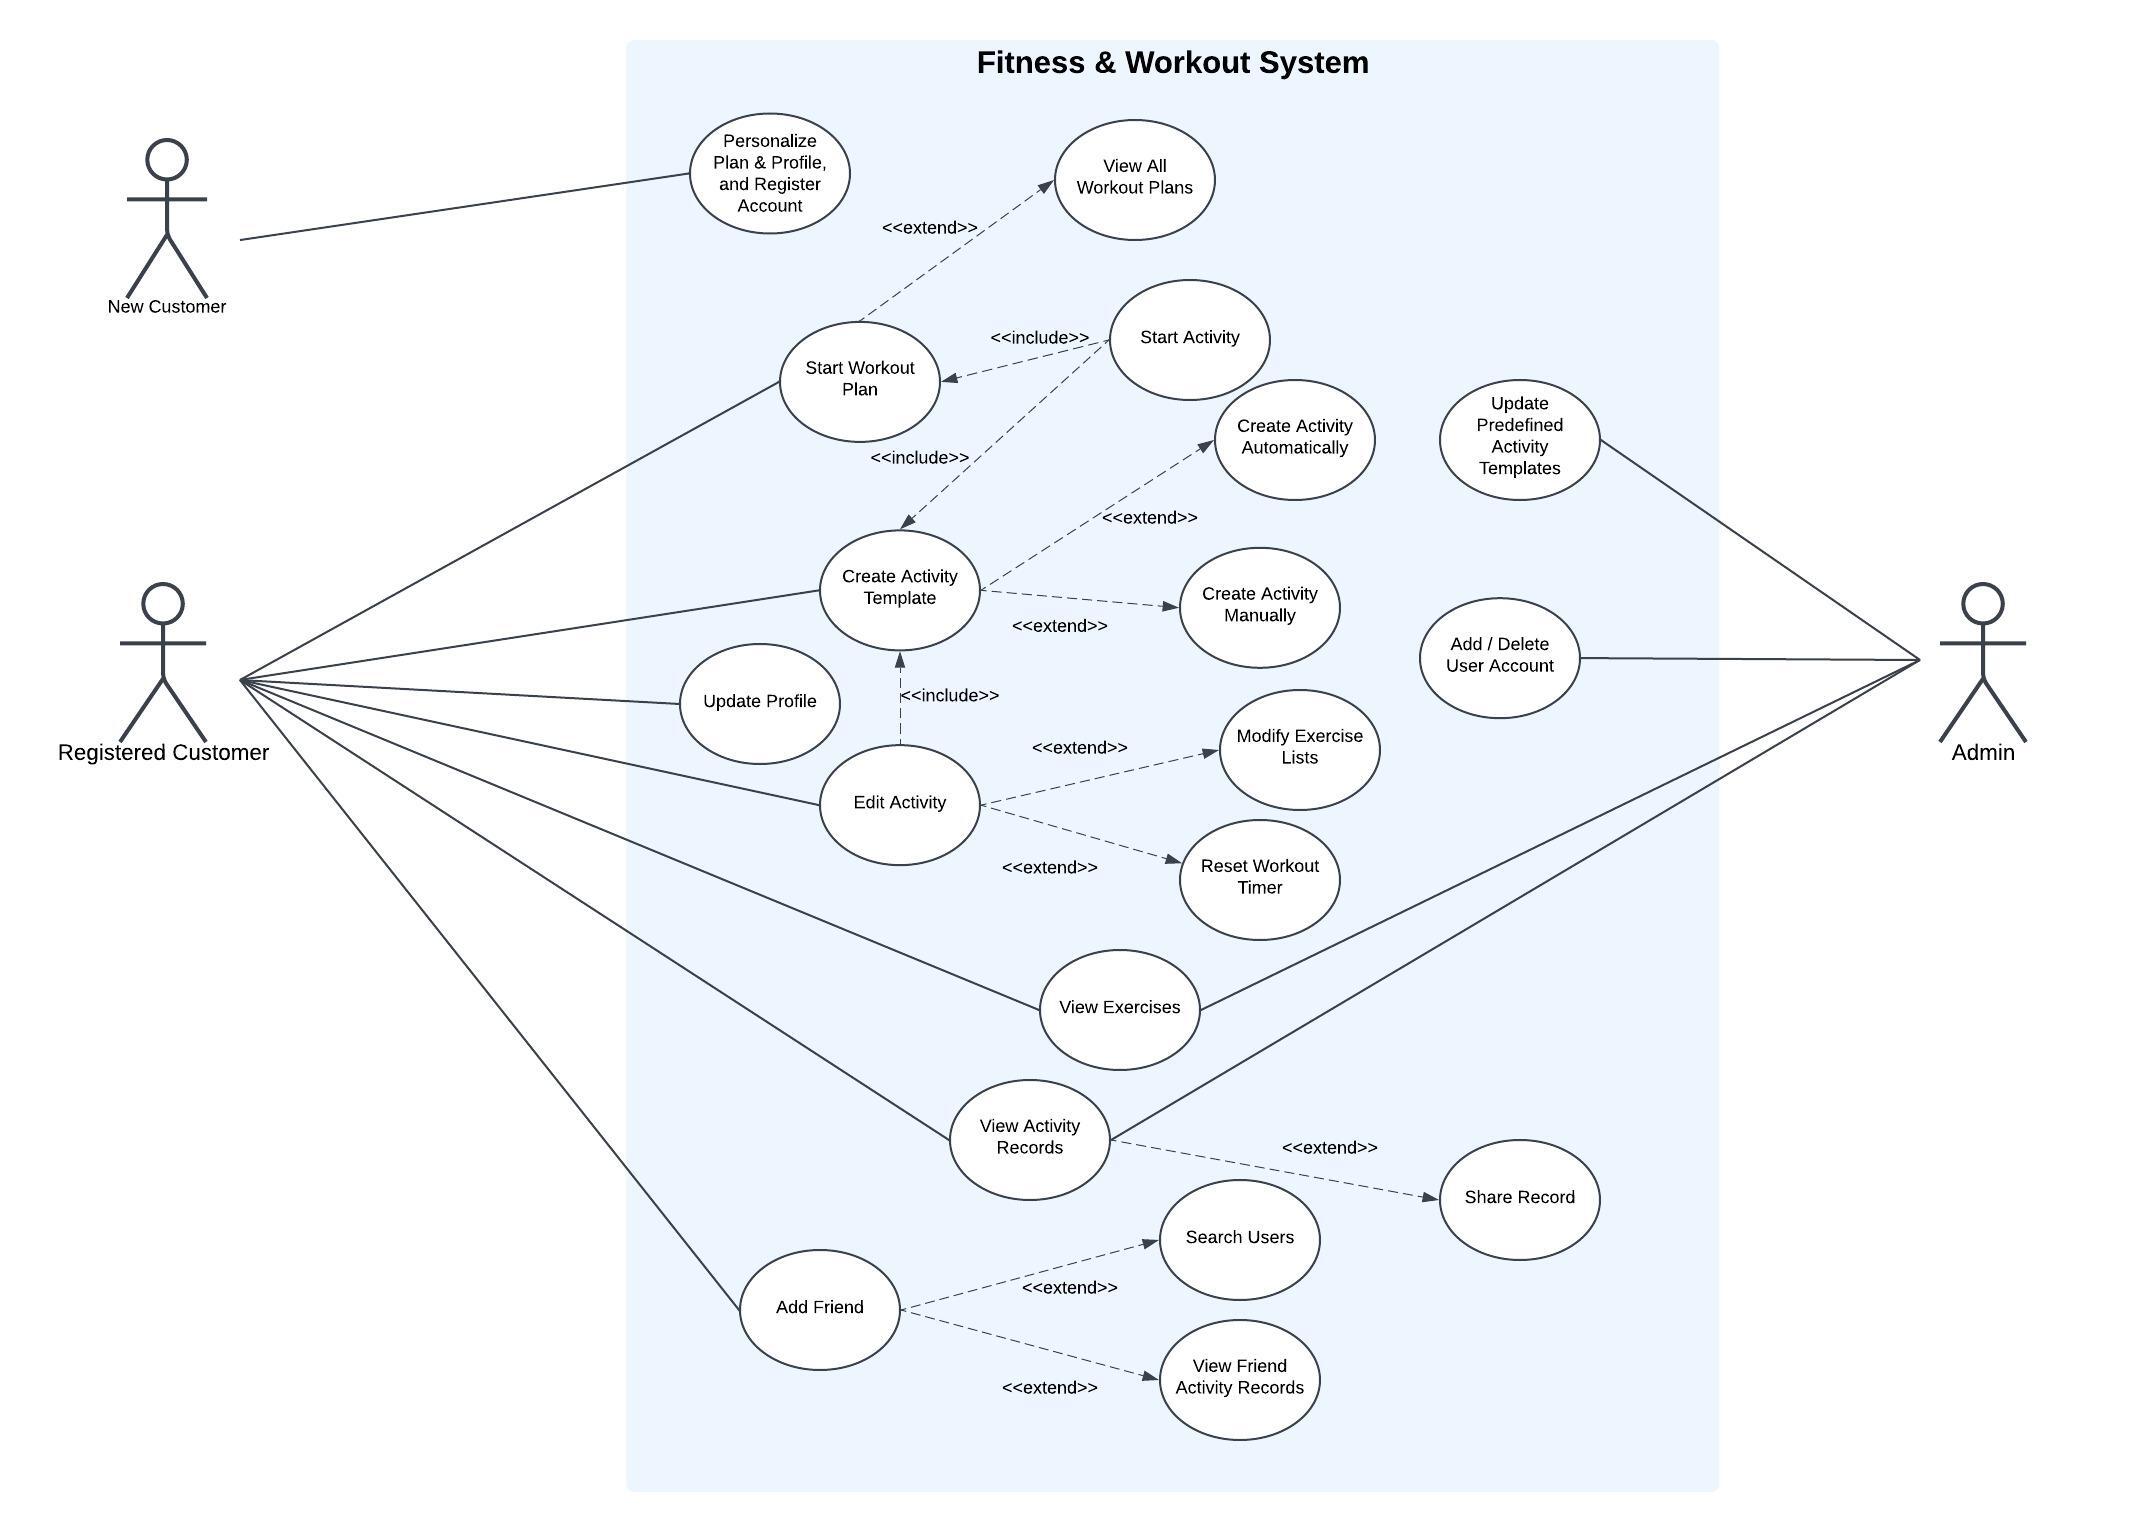 Fitness & Workout System
Personalize
Plan & Profile,
and Register
Account
View All
Workout Plans
<<extend>>
New Customer
Start Activity
<<include>>
Start Workout
Plan
Create Activity
Automatically
Update
Predefined
Activity
Templates
<<include>>
<<extend>>
Create Activity
Template
Create Activity
Manually
<<extend>>
Add / Delete
User Account
Update Profile
<<include>>
Registered Customer
Admin
<<extend>>
Modify Exercise
Lists
Edit Activity
<<extend>>
Reset Workout
Timer
View Exercises
View Activity
Records
<<extend>>
Share Record
Search Users
<<extend>>
Add Friend
View Friend
Activity Records
<<extend>>